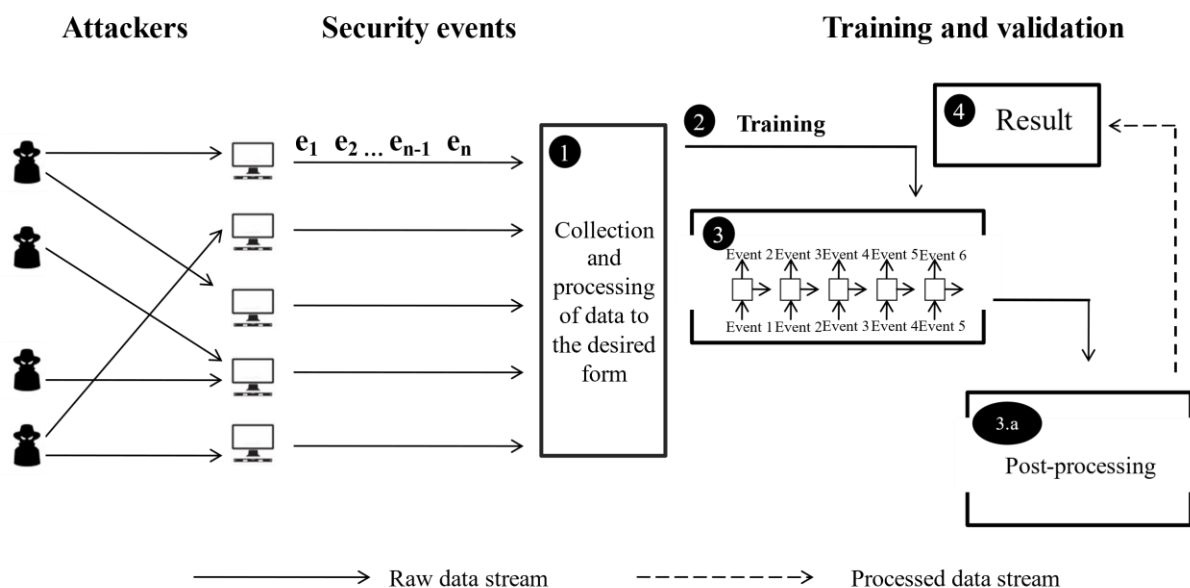 Attackers Security events Training and validation
e1 e2 ... en-1 en
1
Collection
and
processing
of data to
the desired
form
2 Training
4 Result
3
Event 2 Event 3 Event 4 Event 5 Event 6
Event 1 Event 2 Event 3 Event 4 Event 5
3.a
Post-processing
Raw data stream Processed data stream